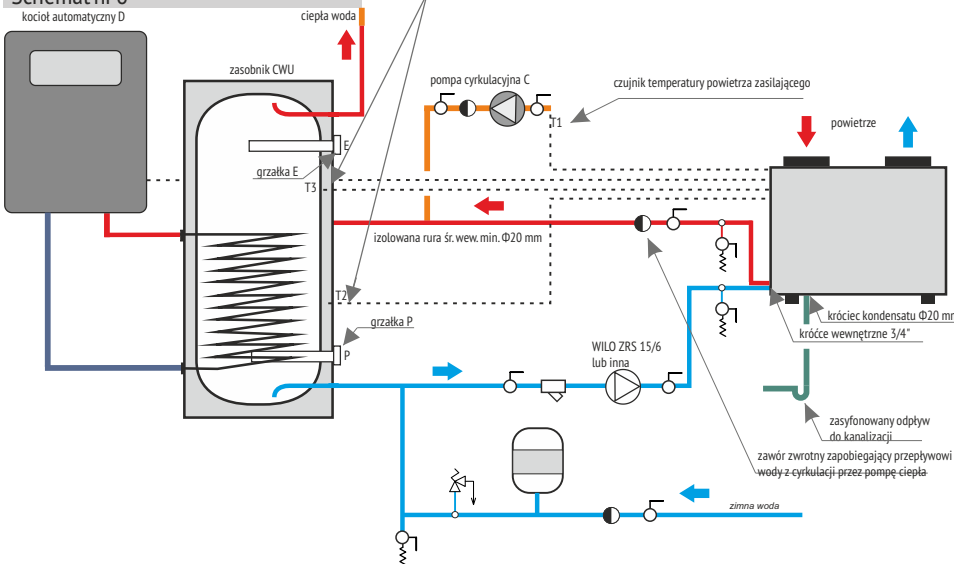 Schemat nr 6
kocioł automatyczny D
ciepła woda
zasobnik CWU
pompa cyrkulacyjna C
czujnik temperatury powietrza zasilającego
T1
powietrze
E
grzałka E
T3
izolowana rura śr. wew. min. Φ20 mm
T2
grzałka P
P
WILO ZRS 15/6
lub inna
króciec kondensatu Φ20 mm
króćce wewnętrzne 3/4"
zasyfonowany odpływ
do kanalizacji
zawór zwrotny zapobiegający przepływowi
wody z cyrkulacji przez pompę ciepła
zimna woda